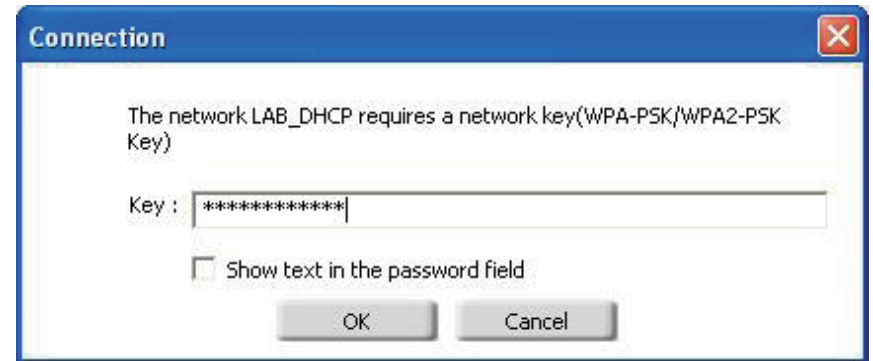 Connection
The network LAB_DHCP requires a network key(WPA-PSK/WPA2-PSK
Key)
Key : ************
Show text in the password field
OK Cancel